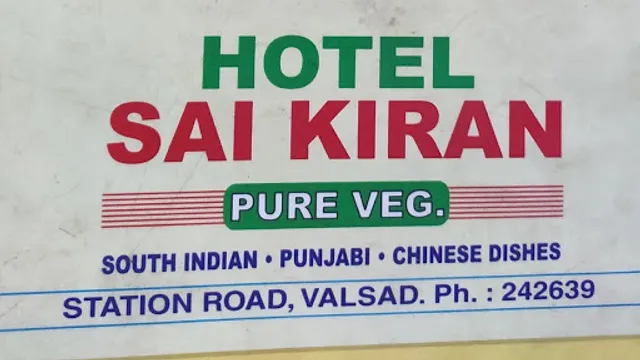 HOTEL
SAI KIRAN
PURE VEG.
SOUTH INDIAN • PUNJABI • CHINESE DISHES
STATION ROAD, VALSAD. Ph. : 242639